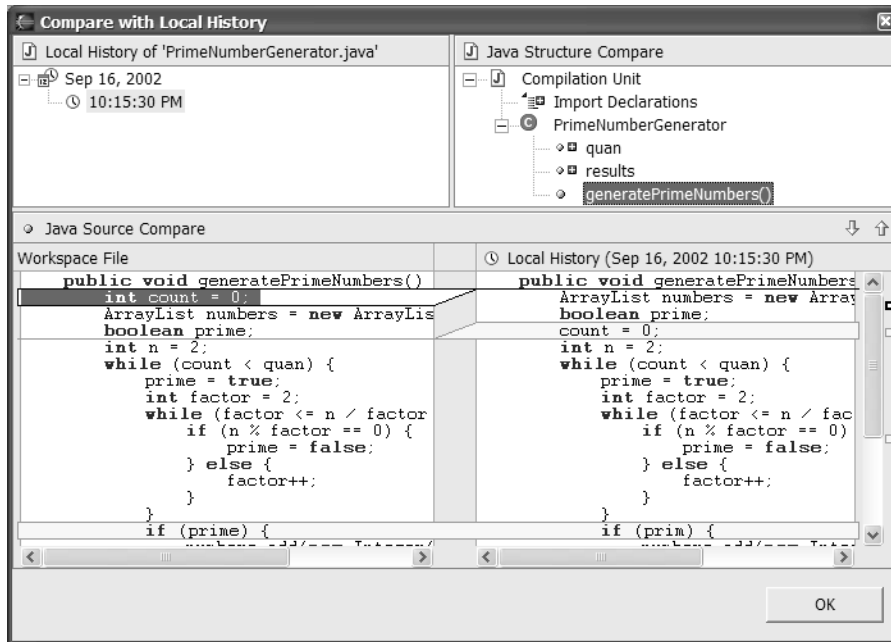 Compare with Local History
Local History of 'PrimeNumberGenerator.java'
Sep 16, 2002
10:15:30 PM
Java Structure Compare
Compilation Unit
Import Declarations
PrimeNumberGenerator
quan
results
generatePrimeNumbers()
Java Source Compare
Workspace File
public void generatePrimeNumbers()
int count = 0;
ArrayList numbers = new ArrayLis
boolean prime;
int n = 2;
while (count < quan) {
prime = true;
int factor = 2;
while (factor <= n / factor
if (n % factor == 0) {
prime = false;
} else {
factor++;
}
}
if (prime) {
Local History (Sep 16, 2002 10:15:30 PM)
public void generatePrimeNumbers
ArrayList numbers = new Array
boolean prime;
count = 0;
int n = 2;
while (count < quan) {
prime = true;
int factor = 2;
while (factor <= n / fac
if (n % factor == 0)
prime = false;
} else {
factor++;
}
}
if (prim) {
OK